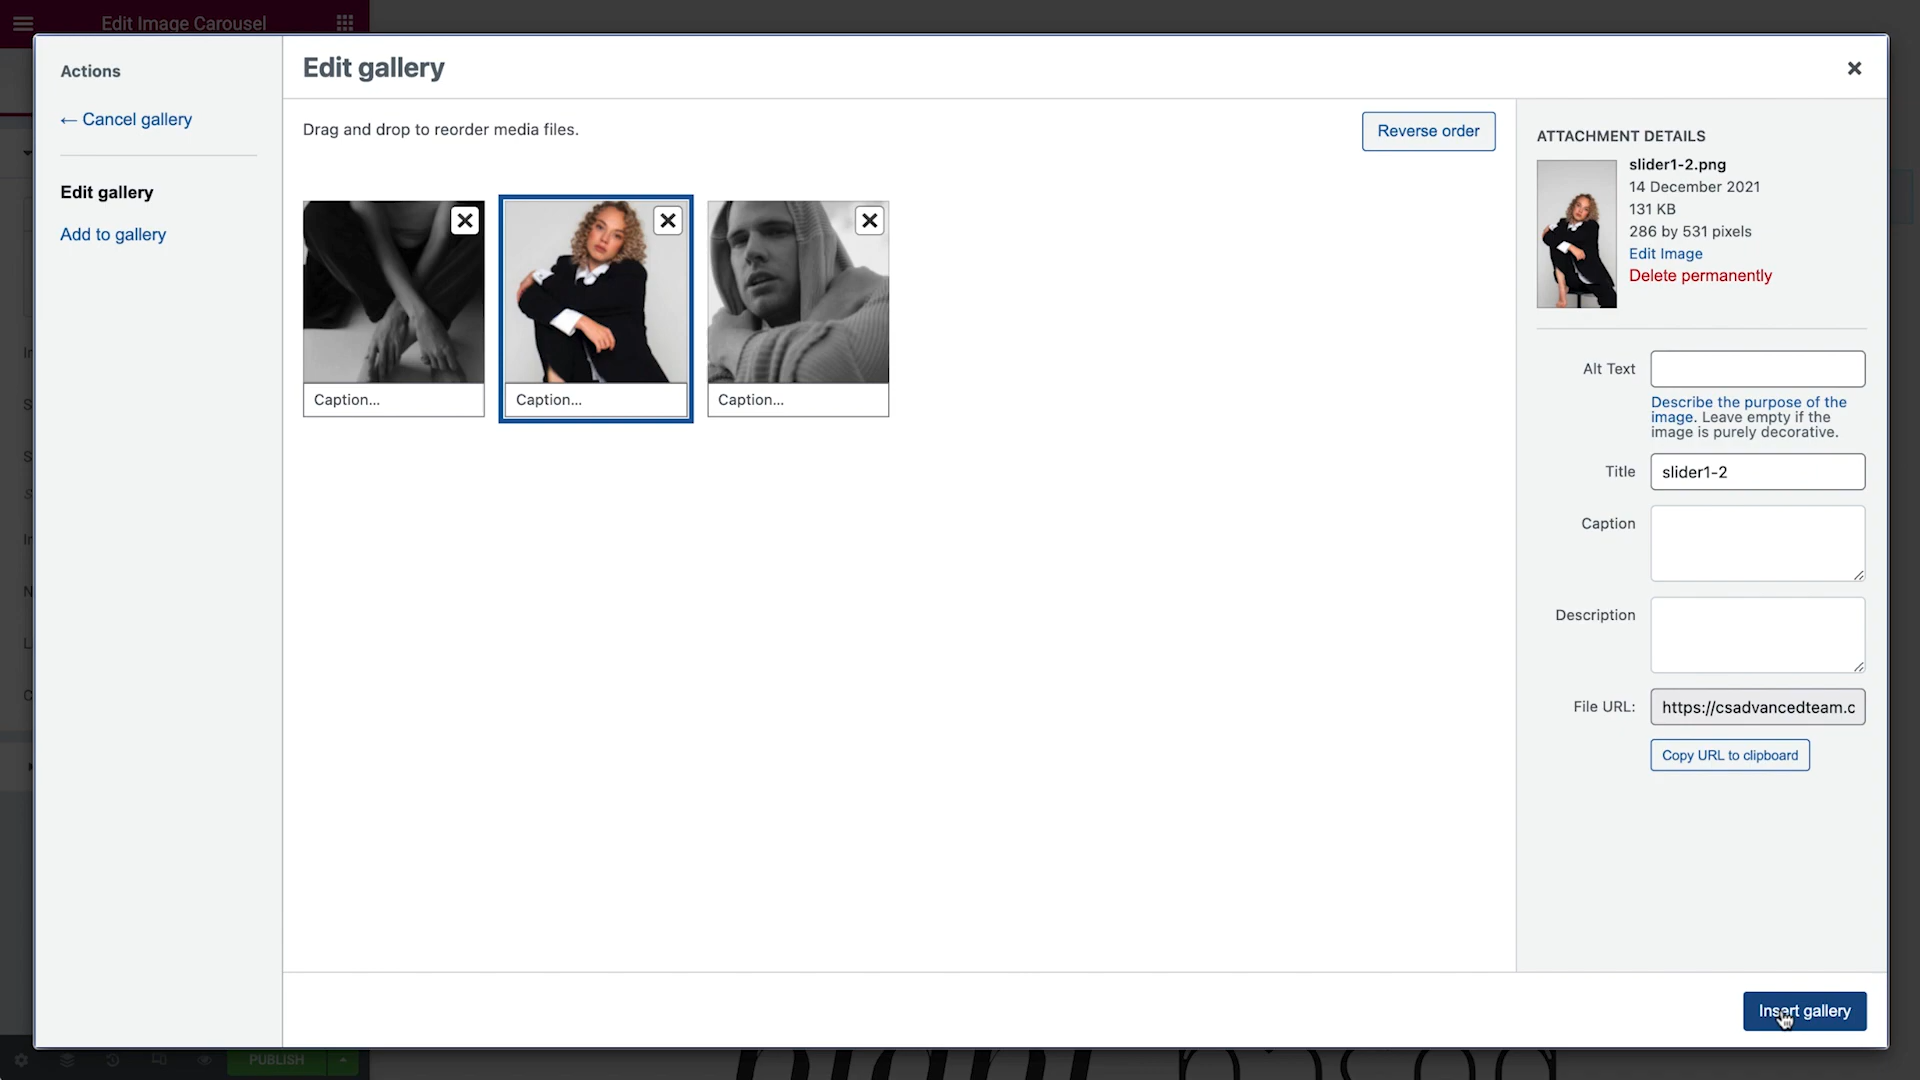 Edit Image Carousel
Actions
← Cancel gallery
Edit gallery
Add to gallery
Edit gallery
Drag and drop to reorder media files.
Reverse order
Caption...
Caption...
Caption...
ATTACHMENT DETAILS
slider1-2.png
14 December 2021
131 KB
286 by 531 pixels
Edit Image
Delete permanently
Alt Text
Describe the purpose of the
image. Leave empty if the
image is purely decorative.
Title
slider1-2
Caption
Description
File URL:
https://csadvancedteam.c
Copy URL to clipboard
Insert gallery
PUBLISH